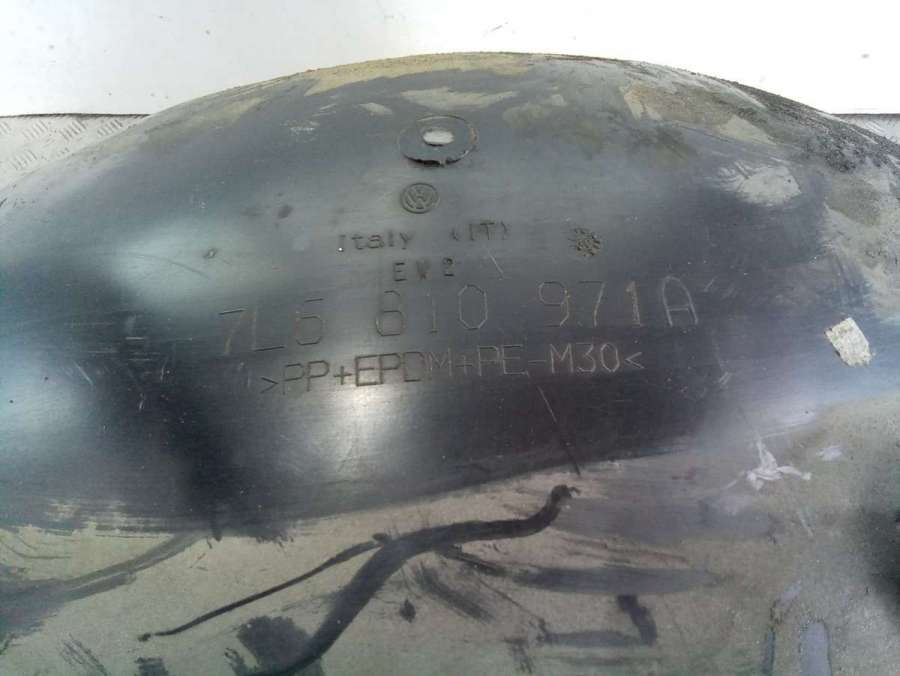 Italy (IT)
EW2
7L6 810 971A
>PP+EPDM+PE-M30<